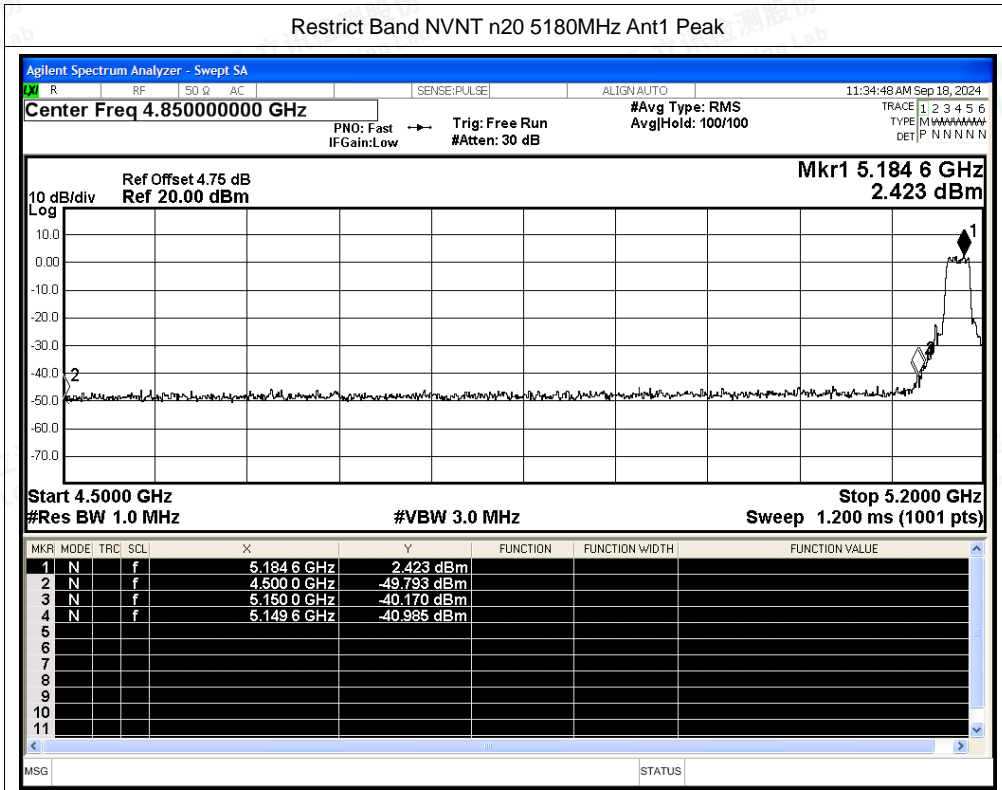 Restrict Band NVNT n20 5180MHz Ant1 Peak
Agilent Spectrum Analyzer - Swept SA
LXI R RF 50 Ω AC SENSE:PULSE ALIGN AUTO 11:34:48 AM Sep 18, 2024
Center Freq 4.850000000 GHz #Avg Type: RMS TRACE 1 2 3 4 5 6
PNO: Fast Trig: Free Run Avg|Hold: 100/100 TYPE M WWWWW
IFGain:Low #Atten: 30 dB DET P N N N N N
Mkr1 5.184 6 GHz
Ref Offset 4.75 dB
10 dB/div Ref 20.00 dBm 2.423 dBm
Log
10.0
1
0.00
-10.0
-20.0
-30.0
-40.0
2
-50.0
-60.0
-70.0
Start 4.5000 GHz Stop 5.2000 GHz
#Res BW 1.0 MHz #VBW 3.0 MHz Sweep 1.200 ms (1001 pts)
MKR MODE TRC SCL X Y FUNCTION FUNCTION WIDTH FUNCTION VALUE
1 N f 5.184 6 GHz 2.423 dBm
2 N f 4.500 0 GHz -49.793 dBm
3 N f 5.150 0 GHz -40.170 dBm
4 N f 5.149 6 GHz -40.985 dBm
5
6
7
8
9
10
11
MSG STATUS